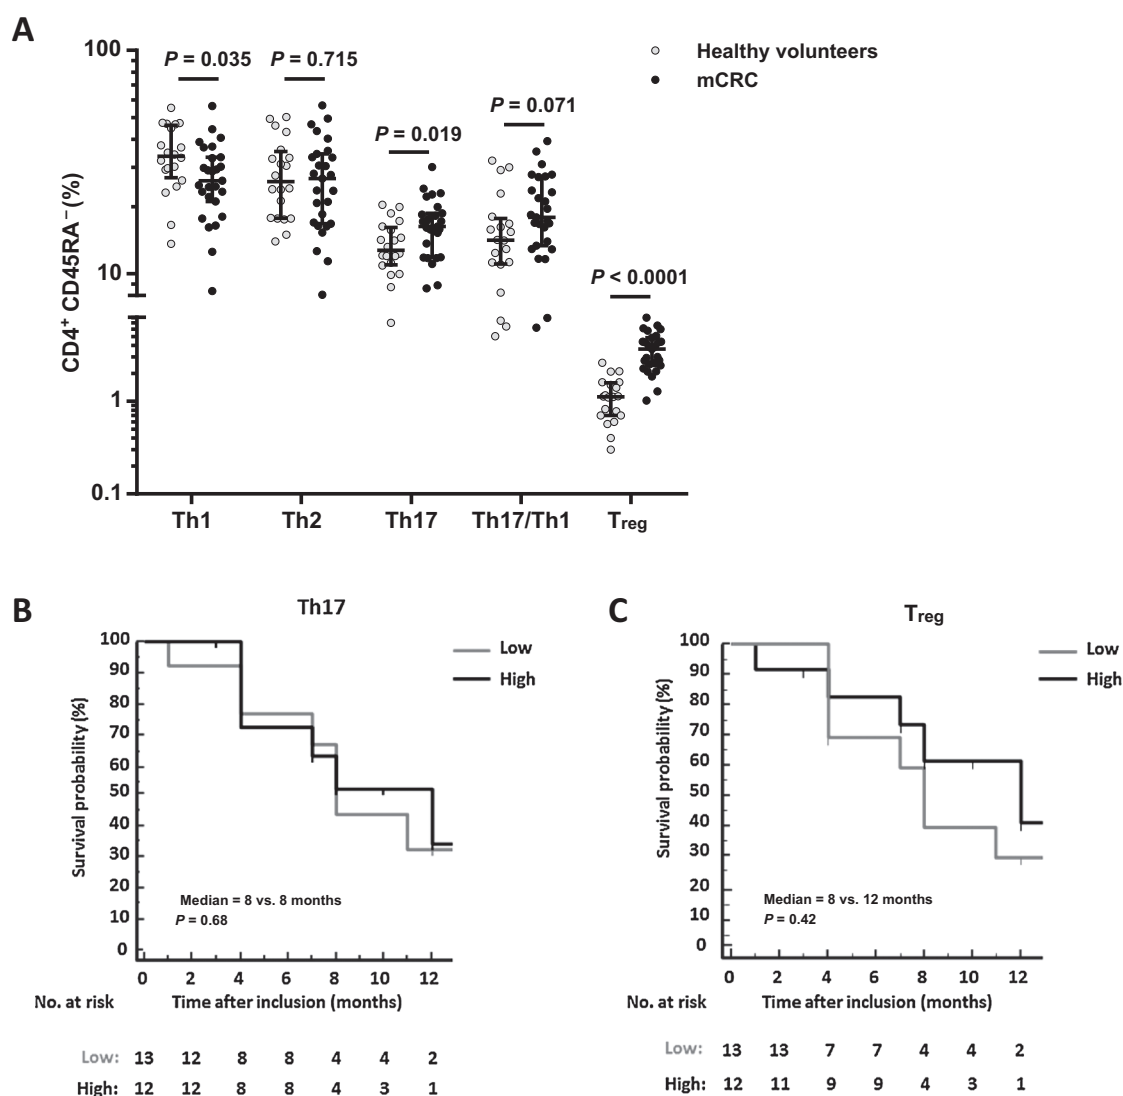 A
100
10
1
0.1
CD4+ CD45RA− (%)
P = 0.035
P = 0.715
P = 0.019
P = 0.071
P < 0.0001
Healthy volunteers
mCRC
Th1 Th2 Th17 Th17/Th1 Treg
B
Th17
Low
High
Survival probability (%)
100
90
80
70
60
50
40
30
20
10
0
Median = 8 vs. 8 months
P = 0.68
0 2 4 6 8 10 12
No. at risk
Time after inclusion (months)
Low: 13 12 8 8 4 4 2
High: 12 12 8 8 4 3 1
C
Treg
Low
High
Survival probability (%)
100
90
80
70
60
50
40
30
20
10
0
Median = 8 vs. 12 months
P = 0.42
0 2 4 6 8 10 12
No. at risk
Time after inclusion (months)
Low: 13 13 7 7 4 4 2
High: 12 11 9 9 4 3 1